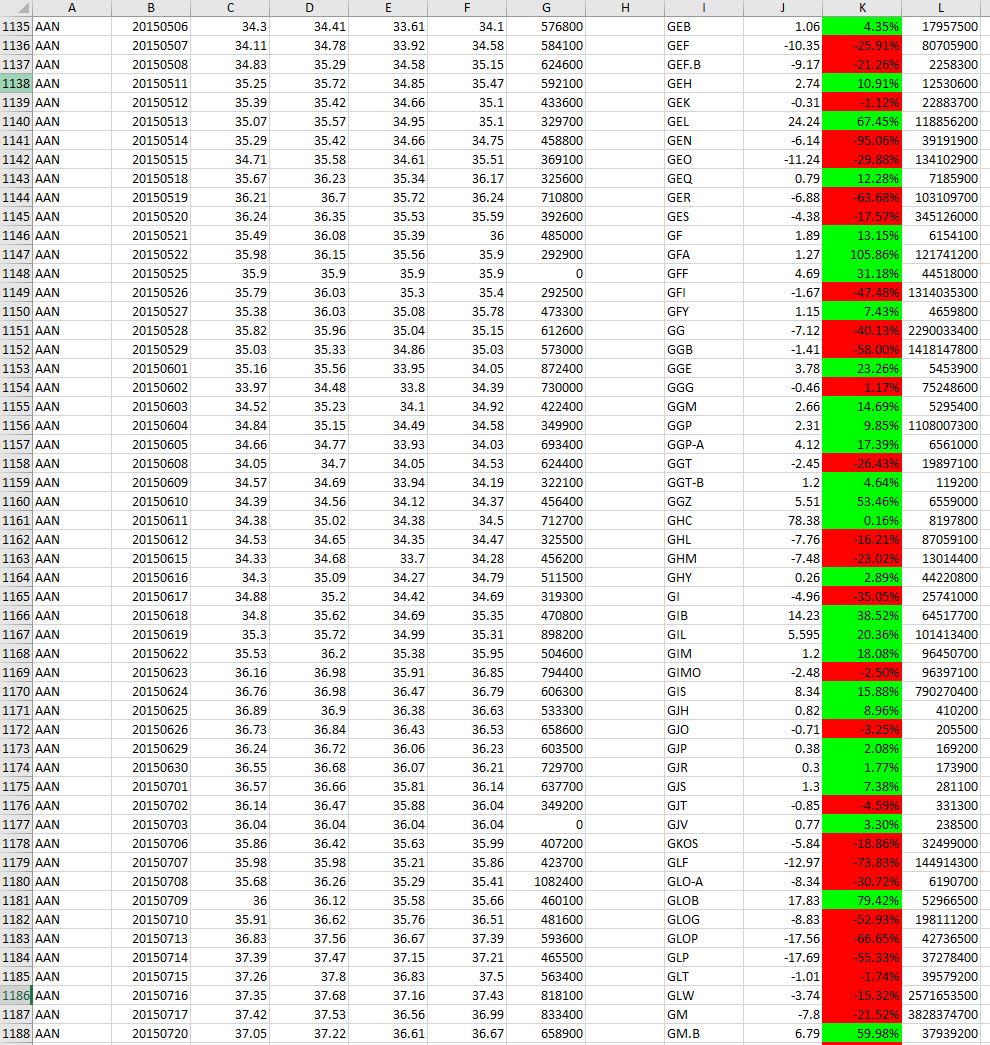 A B C D E F G H I J K L
1135 AAN 20150506 34.3 34.41 33.61 34.1 576800 GEB 1.06 4.35% 17957500
1136 AAN 20150507 34.11 34.78 33.92 34.58 584100 GEF -10.35 -25.91% 80705900
1137 AAN 20150508 34.83 35.29 34.58 35.15 624600 GEF.B -9.17 -21.26% 2258300
1138 AAN 20150511 35.25 35.72 34.85 35.47 592100 GEH 2.74 10.91% 12530600
1139 AAN 20150512 35.39 35.42 34.66 35.1 433600 GEK -0.31 -1.12% 22883700
1140 AAN 20150513 35.07 35.57 34.95 35.1 329700 GEL 24.24 67.45% 118856200
1141 AAN 20150514 35.29 35.42 34.66 34.75 458800 GEN -6.14 -95.06% 39191900
1142 AAN 20150515 34.71 35.58 34.61 35.51 369100 GEO -11.24 -29.88% 134102900
1143 AAN 20150518 35.67 36.23 35.34 36.17 325600 GEQ 0.79 12.28% 7185900
1144 AAN 20150519 36.21 36.7 35.72 36.24 710800 GER -6.88 -63.68% 103109700
1145 AAN 20150520 36.24 36.35 35.53 35.59 392600 GES -4.38 -17.57% 345126000
1146 AAN 20150521 35.49 36.08 35.39 36 485000 GF 1.89 13.15% 6154100
1147 AAN 20150522 35.98 36.15 35.56 35.9 292900 GFA 1.27 105.86% 121741200
1148 AAN 20150525 35.9 35.9 35.9 35.9 0 GFF 4.69 31.18% 44518000
1149 AAN 20150526 35.79 36.03 35.3 35.4 292500 GFI -1.67 -47.48% 1314035300
1150 AAN 20150527 35.38 36.03 35.08 35.78 473300 GFY 1.15 7.43% 4659800
1151 AAN 20150528 35.82 35.96 35.04 35.15 612600 GG -7.12 -40.13% 2290033400
1152 AAN 20150529 35.03 35.33 34.86 35.03 573000 GGB -1.41 -58.00% 1418147800
1153 AAN 20150601 35.16 35.56 33.95 34.05 872400 GGE 3.78 23.26% 5453900
1154 AAN 20150602 33.97 34.48 33.8 34.39 730000 GGG -0.46 1.17% 75248600
1155 AAN 20150603 34.52 35.23 34.1 34.92 422400 GGM 2.66 14.69% 5295400
1156 AAN 20150604 34.84 35.15 34.49 34.58 349900 GGP 2.31 9.85% 1108007300
1157 AAN 20150605 34.66 34.77 33.93 34.03 693400 GGP-A 4.12 17.39% 6561000
1158 AAN 20150608 34.05 34.7 34.05 34.53 624400 GGT -2.45 -26.43% 19897100
1159 AAN 20150609 34.57 34.69 33.94 34.19 322100 GGT-B 1.2 4.64% 119200
1160 AAN 20150610 34.39 34.56 34.12 34.37 456400 GGZ 5.51 53.46% 6559000
1161 AAN 20150611 34.38 35.02 34.38 34.5 712700 GHC 78.38 0.16% 8197800
1162 AAN 20150612 34.53 34.65 34.35 34.47 325500 GHL -7.76 -16.21% 87059100
1163 AAN 20150615 34.33 34.68 33.7 34.28 456200 GHM -7.48 -23.02% 13014400
1164 AAN 20150616 34.3 35.09 34.27 34.79 511500 GHY 0.26 2.89% 44220800
1165 AAN 20150617 34.88 35.2 34.42 34.69 319300 GI -4.96 -35.05% 25741000
1166 AAN 20150618 34.8 35.62 34.69 35.35 470800 GIB 14.23 38.52% 64517700
1167 AAN 20150619 35.3 35.72 34.99 35.31 898200 GIL 5.595 20.36% 101413400
1168 AAN 20150622 35.53 36.2 35.38 35.95 504600 GIM 1.2 18.08% 96450700
1169 AAN 20150623 36.16 36.98 35.91 36.85 794400 GIMO -2.48 -2.50% 96397100
1170 AAN 20150624 36.76 36.98 36.47 36.79 606300 GIS 8.34 15.88% 790270400
1171 AAN 20150625 36.89 36.9 36.38 36.63 533300 GJH 0.82 8.96% 410200
1172 AAN 20150626 36.73 36.84 36.43 36.53 658600 GJO -0.71 -3.25% 205500
1173 AAN 20150629 36.24 36.72 36.06 36.23 603500 GJP 0.38 2.08% 169200
1174 AAN 20150630 36.55 36.68 36.07 36.21 729700 GJR 0.3 1.77% 173900
1175 AAN 20150701 36.57 36.66 35.81 36.14 637700 GJS 1.3 7.38% 281100
1176 AAN 20150702 36.14 36.47 35.88 36.04 349200 GJT -0.85 -4.59% 331300
1177 AAN 20150703 36.04 36.04 36.04 36.04 0 GJV 0.77 3.30% 238500
1178 AAN 20150706 35.86 36.42 35.63 35.99 407200 GKOS -5.84 -18.86% 32499000
1179 AAN 20150707 35.98 35.98 35.21 35.86 423700 GLF -12.97 -73.83% 144914300
1180 AAN 20150708 35.68 36.26 35.29 35.41 1082400 GLO-A -8.34 -30.72% 6190700
1181 AAN 20150709 36 36.12 35.58 35.66 460100 GLOB 17.83 79.42% 52966500
1182 AAN 20150710 35.91 36.62 35.76 36.51 481600 GLOG -8.83 -52.93% 198111200
1183 AAN 20150713 36.83 37.56 36.67 37.39 593600 GLOP -17.56 -66.65% 42736500
1184 AAN 20150714 37.39 37.47 37.15 37.21 465500 GLP -17.69 -55.33% 37278400
1185 AAN 20150715 37.26 37.8 36.83 37.5 563400 GLT -1.01 -1.74% 39579200
1186 AAN 20150716 37.35 37.68 37.16 37.43 818100 GLW -3.74 -15.32% 2571653500
1187 AAN 20150717 37.42 37.53 36.56 36.99 833400 GM -7.8 -21.52% 3828374700
1188 AAN 20150720 37.05 37.22 36.61 36.67 658900 GM.B 6.79 59.98% 37939200